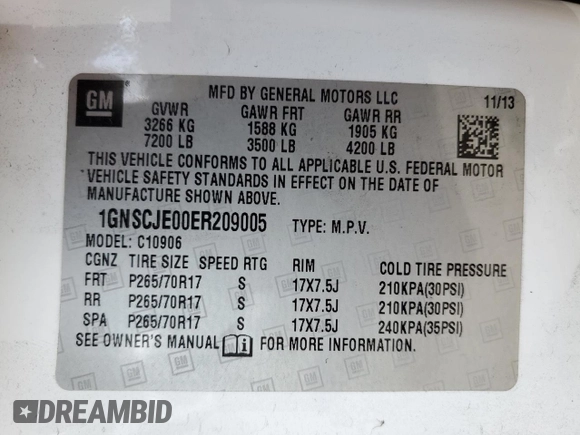 GM
MFD BY GENERAL MOTORS LLC
11/13
GVWR GAWR FRT GAWR RR
3266 KG 1588 KG 1905 KG
7200 LB 3500 LB 4200 LB
THIS VEHICLE CONFORMS TO ALL APPLICABLE U.S. FEDERAL MOTOR
VEHICLE SAFETY STANDARDS IN EFFECT ON THE DATE OF
MANUFACTURE SHOWN ABOVE.
1GNSCJE00ER209005 TYPE: M.P.V.
MODEL: C10906
CGNZ TIRE SIZE SPEED RTG RIM COLD TIRE PRESSURE
FRT P265/70R17 S 17X7.5J 210KPA(30PSI)
RR P265/70R17 S 17X7.5J 210KPA(30PSI)
SPA P265/70R17 S 17X7.5J 240KPA(35PSI)
SEE OWNER'S MANUAL FOR MORE INFORMATION.
DREAMBID